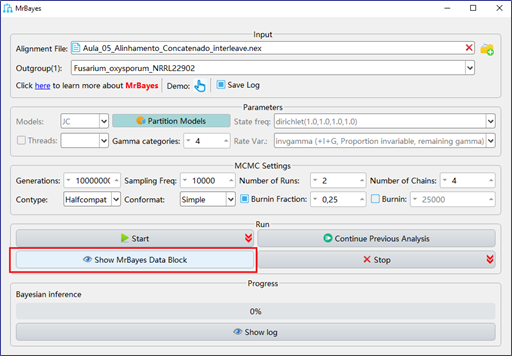 MrBayes
Input
Alignment File: Aula_05_Alinhamento_Concatenado_interleave.nex
Outgroup(1): Fusarium_oxysporum_NRRL22902
Click here to learn more about MrBayes Demo: Save Log
Parameters
Models: JC Partition Models State freq: dirichlet(1.0,1.0,1.0,1.0)
Threads: Gamma categories: 4 Rate Var.: invgamma (+I+G, Proportion invariable, remaining gamma)
MCMC Settings
Generations: 10000000 Sampling Freq: 10000 Number of Runs: 2 Number of Chains: 4
Contype: Halfcompat Conformat: Simple Burnin Fraction: 0,25 Burnin: 25000
Run
Start Continue Previous Analysis
Show MrBayes Data Block Stop
Progress
Bayesian inference
0%
Show log